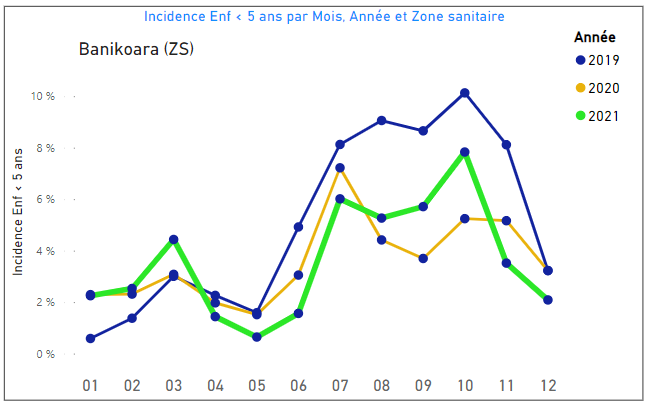 Incidence Enf < 5 ans par Mois, Année et Zone sanitaire
Banikoara (ZS)
Année
2019
2020
2021
Incidence Enf < 5 ans
10 %
8 %
6 %
4 %
2 %
0 %
01 02 03 04 05 06 07 08 09 10 11 12